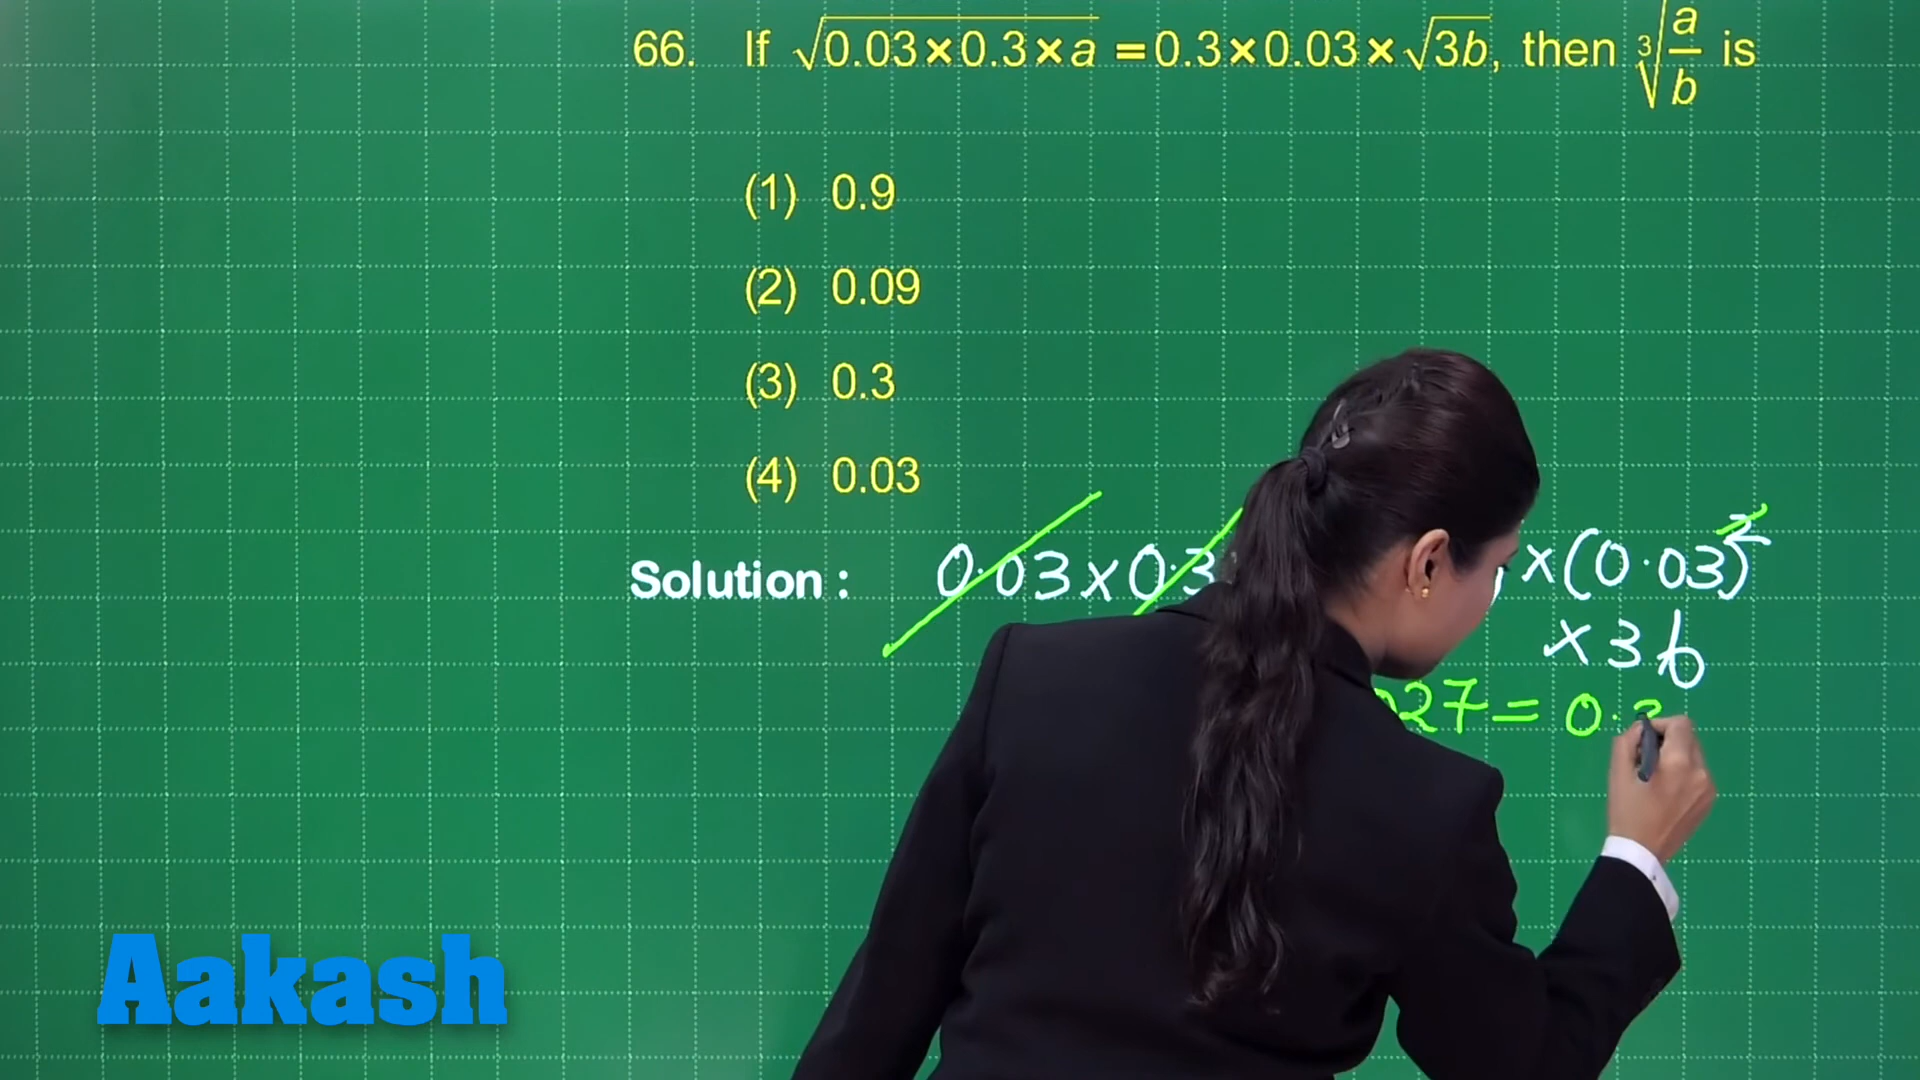 66. If √0.03×0.3×a = 0.3×0.03×√3b, then ∛a/b is
(1) 0.9
(2) 0.09
(3) 0.3
(4) 0.03
Solution : 0.03 x 0.3 x (0.03)²
x 3b
27 = 0.3
Aakash